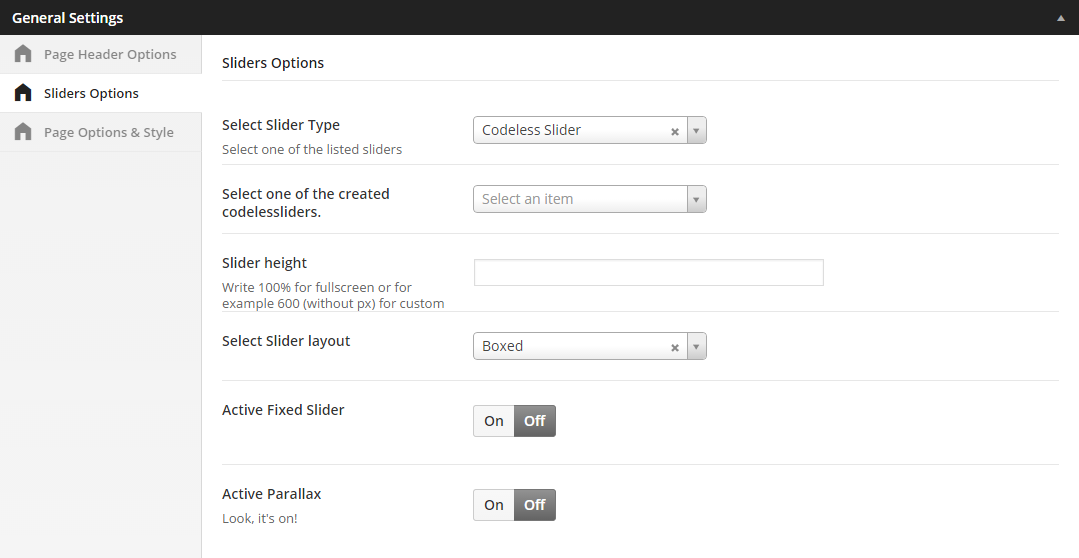 General Settings
Page Header Options
Sliders Options
Page Options & Style
Sliders Options
Select Slider Type
Select one of the listed sliders
Codeless Slider
Select one of the created
codelessliders.
Select an item
Slider height
Write 100% for fullscreen or for
example 600 (without px) for custom
Select Slider layout
Boxed
Active Fixed Slider
On Off
Active Parallax
Look, it's on!
On Off